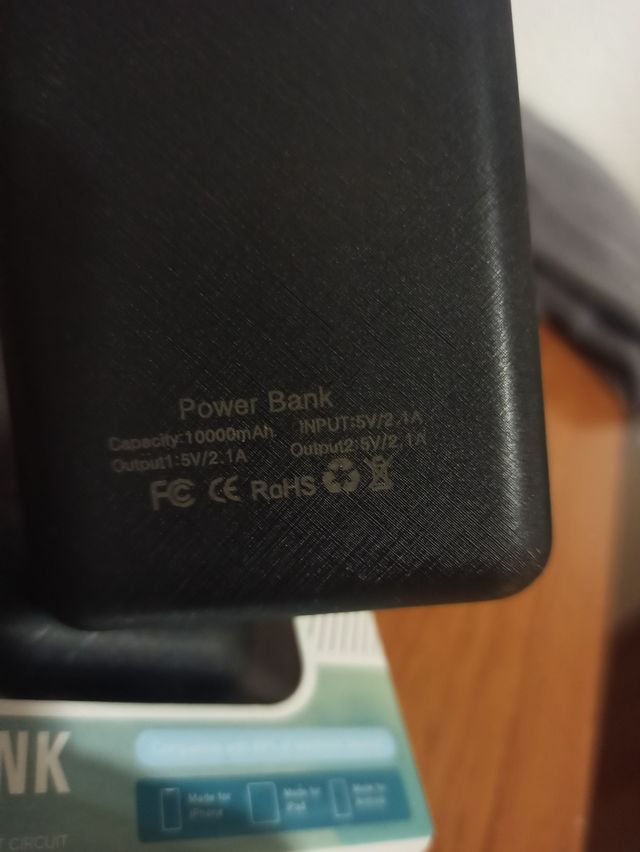 Power Bank
Capacity:10000mAh INPUT:5V/2.1A
Output1:5V/2.1A Output2:5V/2.1A
FC CE RoHS
NK
Made for iPhone
Made for iPad
Made for Android
T CIRCUIT